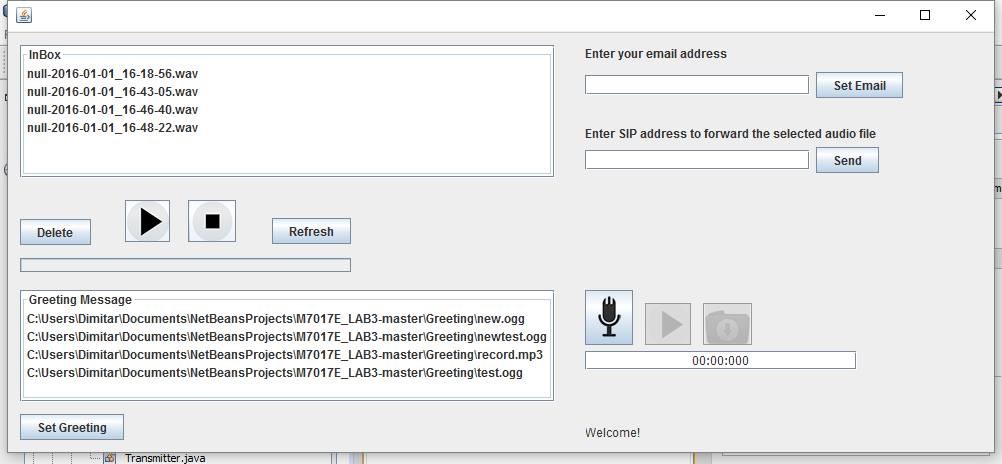 InBox
null-2016-01-01_16-18-56.wav
null-2016-01-01_16-43-05.wav
null-2016-01-01_16-46-40.wav
null-2016-01-01_16-48-22.wav
Enter your email address
Set Email
Enter SIP address to forward the selected audio file
Send
Delete
Refresh
Greeting Message
C:\Users\Dimitar\Documents\NetBeansProjects\M7017E_LAB3-master\Greeting\new.ogg
C:\Users\Dimitar\Documents\NetBeansProjects\M7017E_LAB3-master\Greeting\newtest.ogg
C:\Users\Dimitar\Documents\NetBeansProjects\M7017E_LAB3-master\Greeting\record.mp3
C:\Users\Dimitar\Documents\NetBeansProjects\M7017E_LAB3-master\Greeting\test.ogg
00:00:000
Set Greeting
Welcome!
Transmitter.java